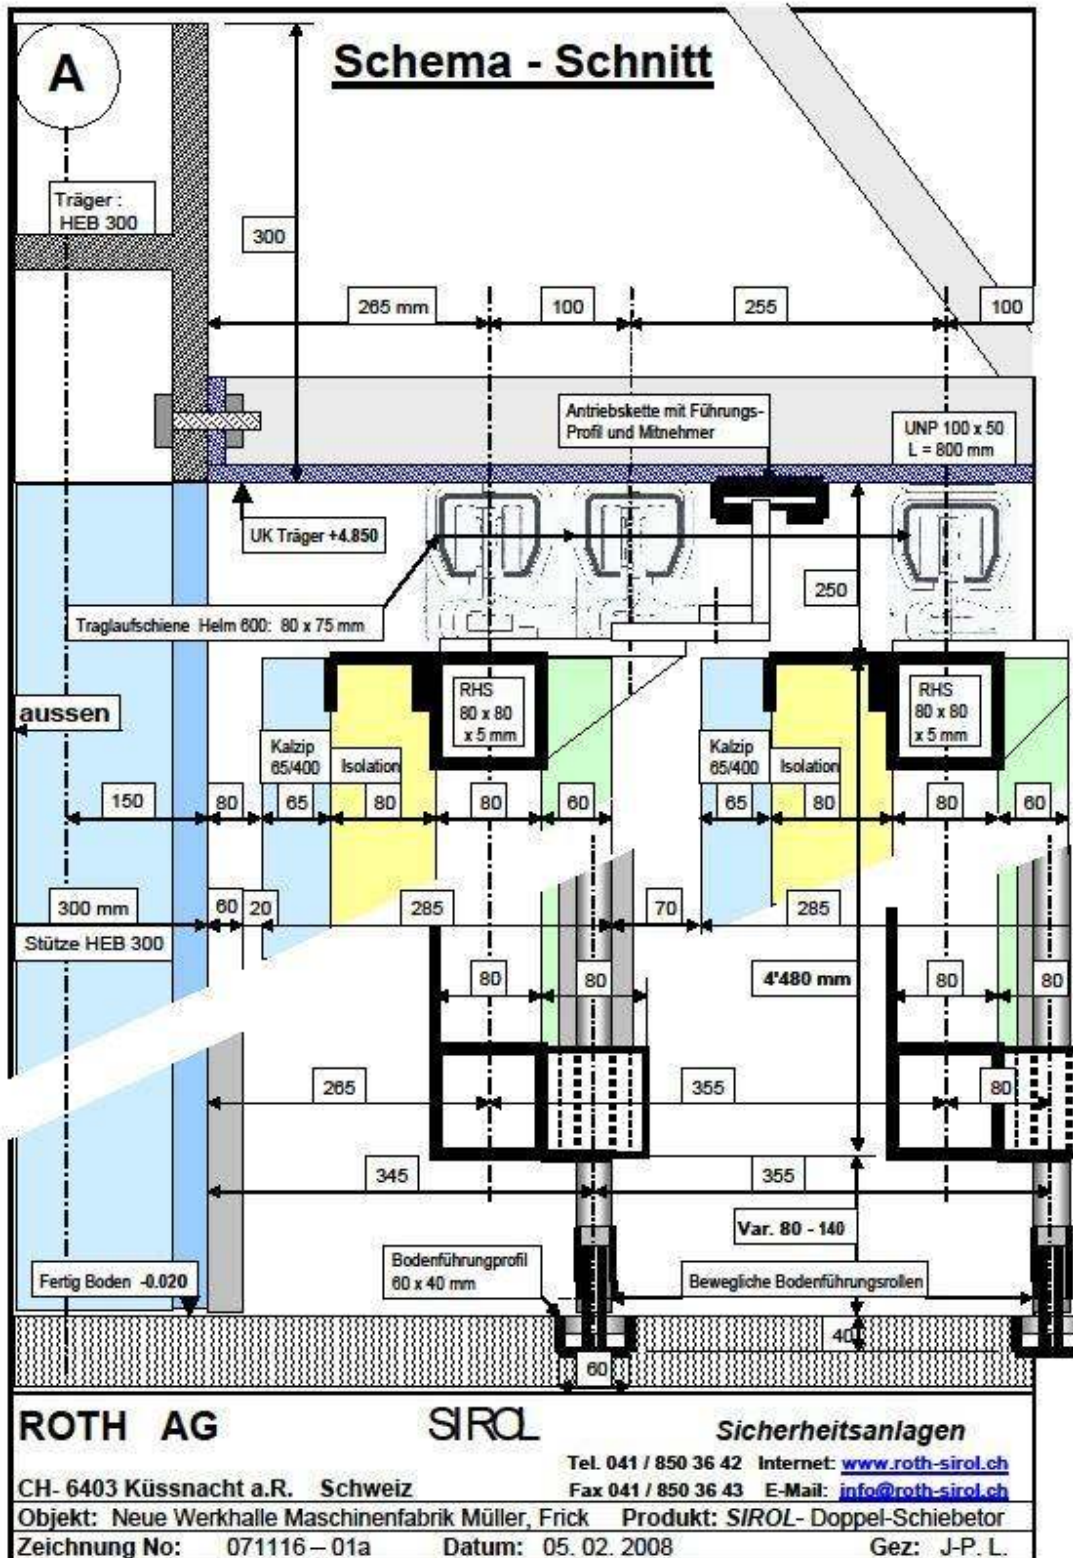 Schema - Schnitt
A
Träger :
HEB 300
300
265 mm
100
255
100
Antriebskette mit Führungs-
Profil und Mitnehmer
UNP 100 x 50
L = 800 mm
UK Träger +4.850
250
Traglaufschiene Helm 600: 80 x 75 mm
RHS
80 x 80
x 5 mm
RHS
80 x 80
x 5 mm
aussen
Kalzip
65/400
Isolation
Kalzip
65/400
Isolation
150
80
65
80
80
60
65
80
80
60
300 mm
60
20
285
70
285
Stütze HEB 300
80
80
4'480 mm
80
80
265
355
80
345
355
Var. 80 - 140
Bodenführungprofil
60 x 40 mm
Fertig Boden -0.020
Bewegliche Bodenführungsrollen
40
60
ROTH AG
SIROL
Sicherheitsanlagen
Tel. 041 / 850 36 42 Internet: www.roth-sirol.ch
CH- 6403 Küssnacht a.R. Schweiz
Fax 041 / 850 36 43 E-Mail: info@roth-sirol.ch
Objekt: Neue Werkhalle Maschinenfabrik Müller, Frick Produkt: SIROL- Doppel-Schiebetor
Zeichnung No: 071116 – 01a Datum: 05. 02. 2008 Gez: J-P. L.